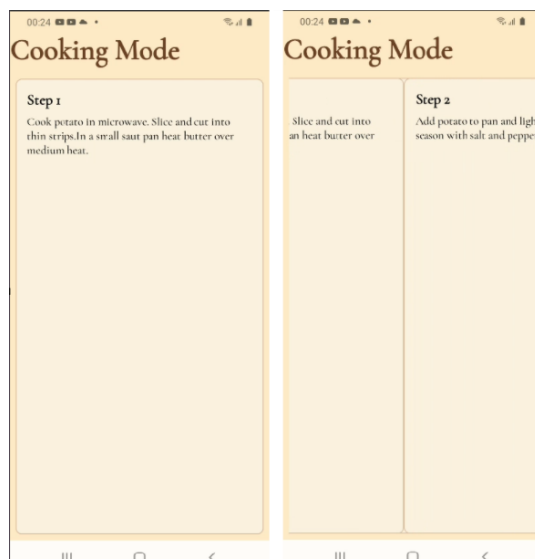 00:24
Cooking Mode
Step 1
Cook potato in microwave. Slice and cut into
thin strips.In a small saut pan heat butter over
medium heat.
00:24
Cooking Mode
Slice and cut into
an heat butter over
Step 2
Add potato to pan and ligh
season with salt and peppe